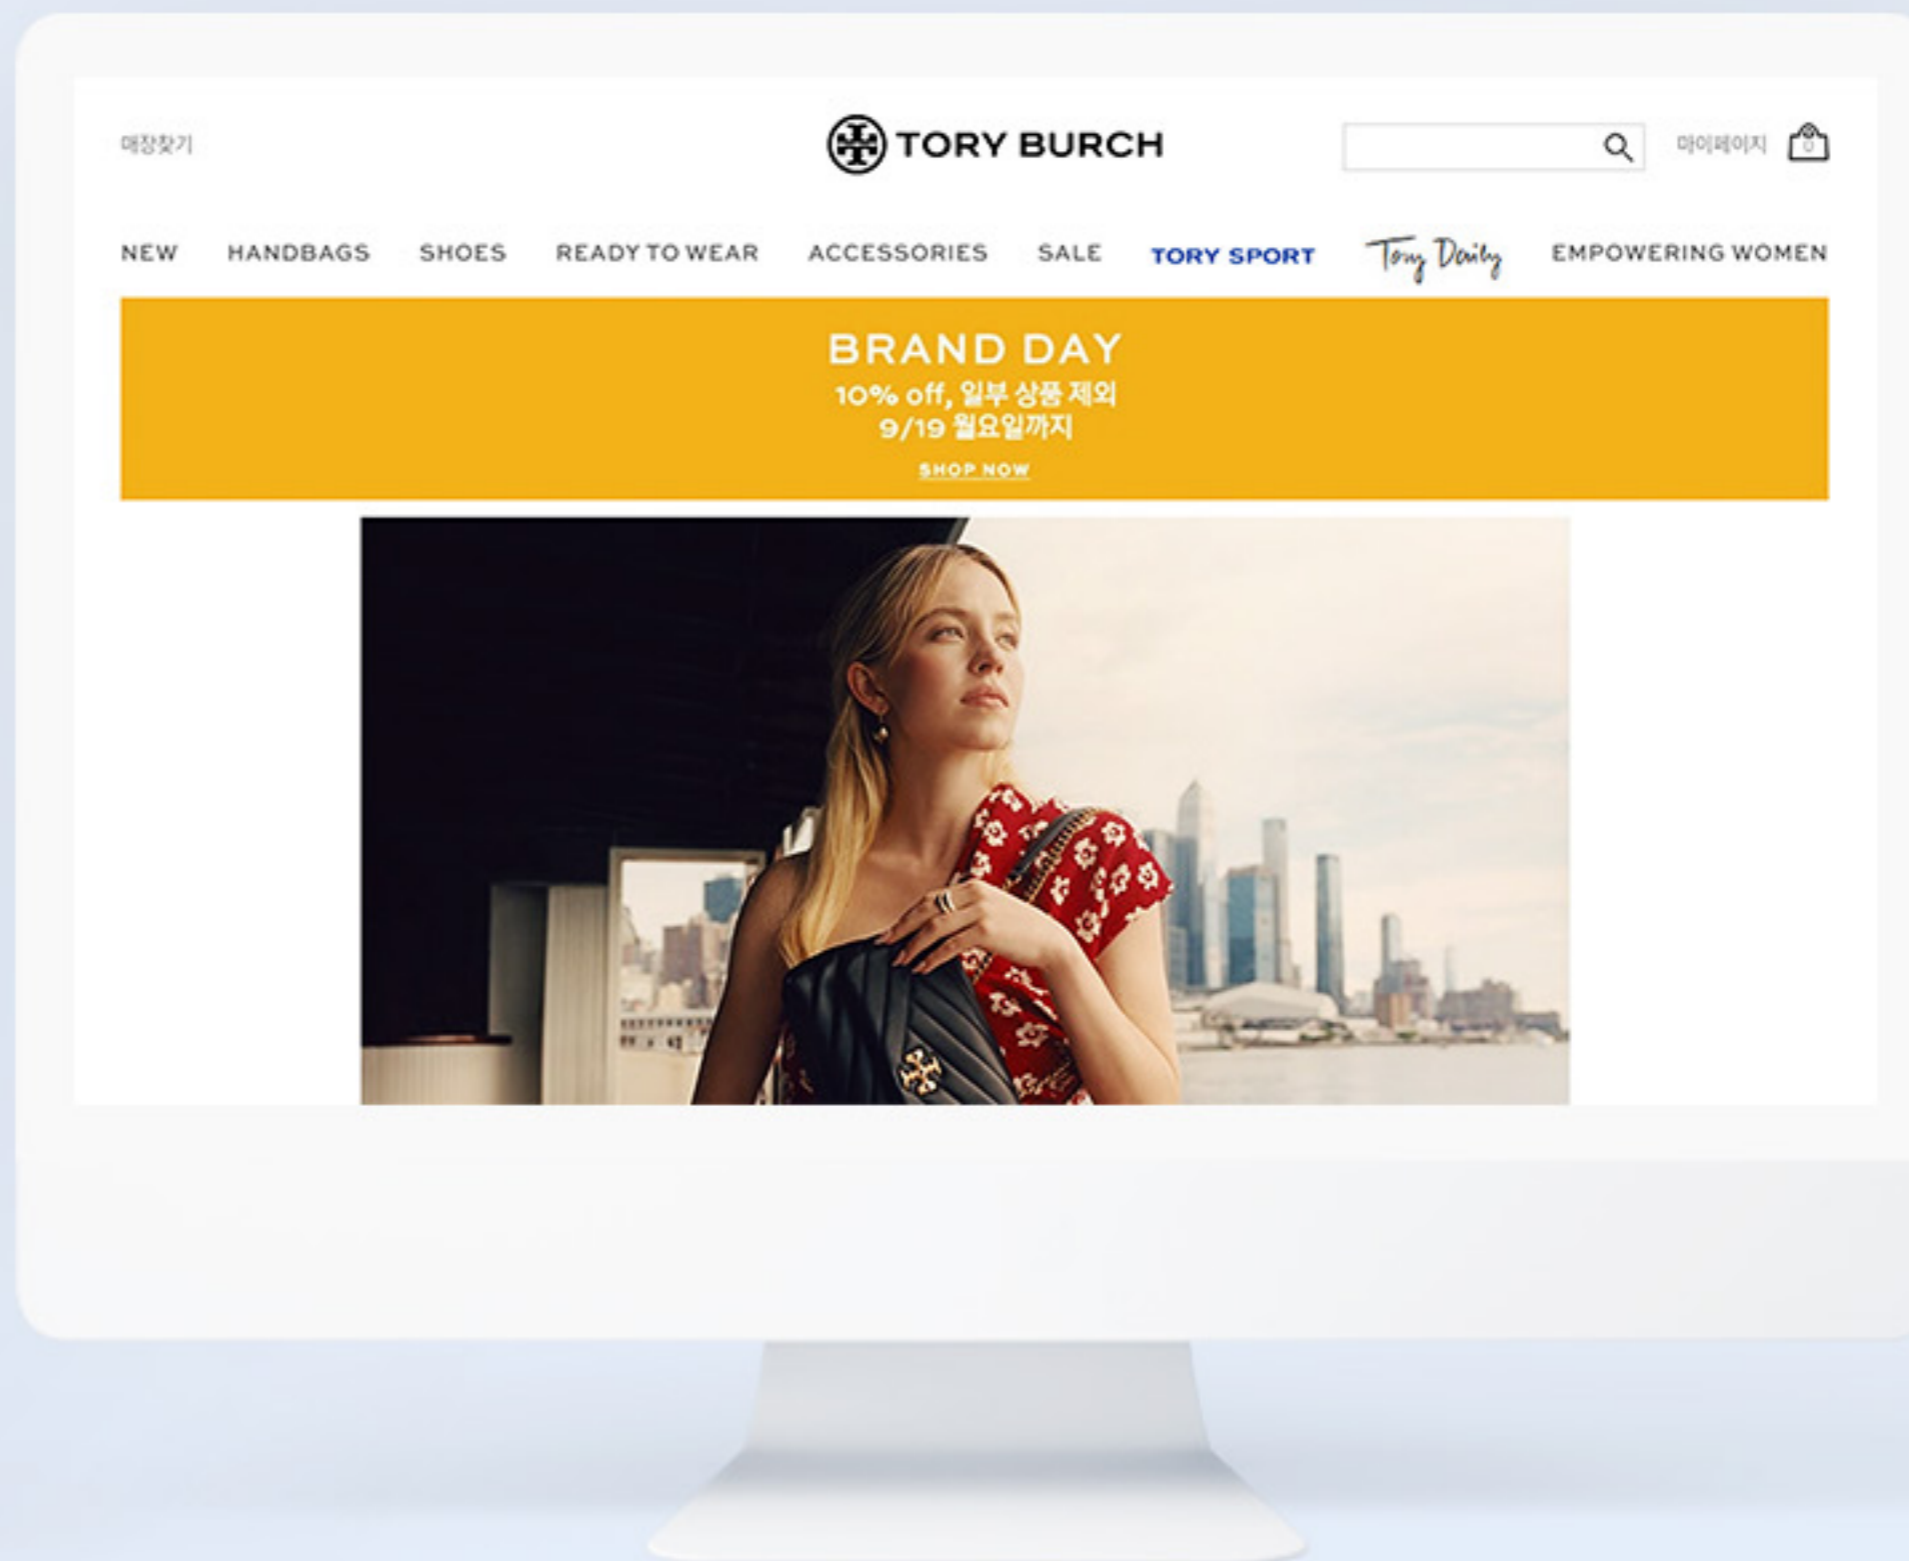 매장찾기
TORY BURCH
마이페이지
0
NEW HANDBAGS SHOES READY TO WEAR ACCESSORIES SALE TORY SPORT Tory Daily EMPOWERING WOMEN
BRAND DAY
10% off, 일부 상품 제외
9/19 월요일까지
SHOP NOW